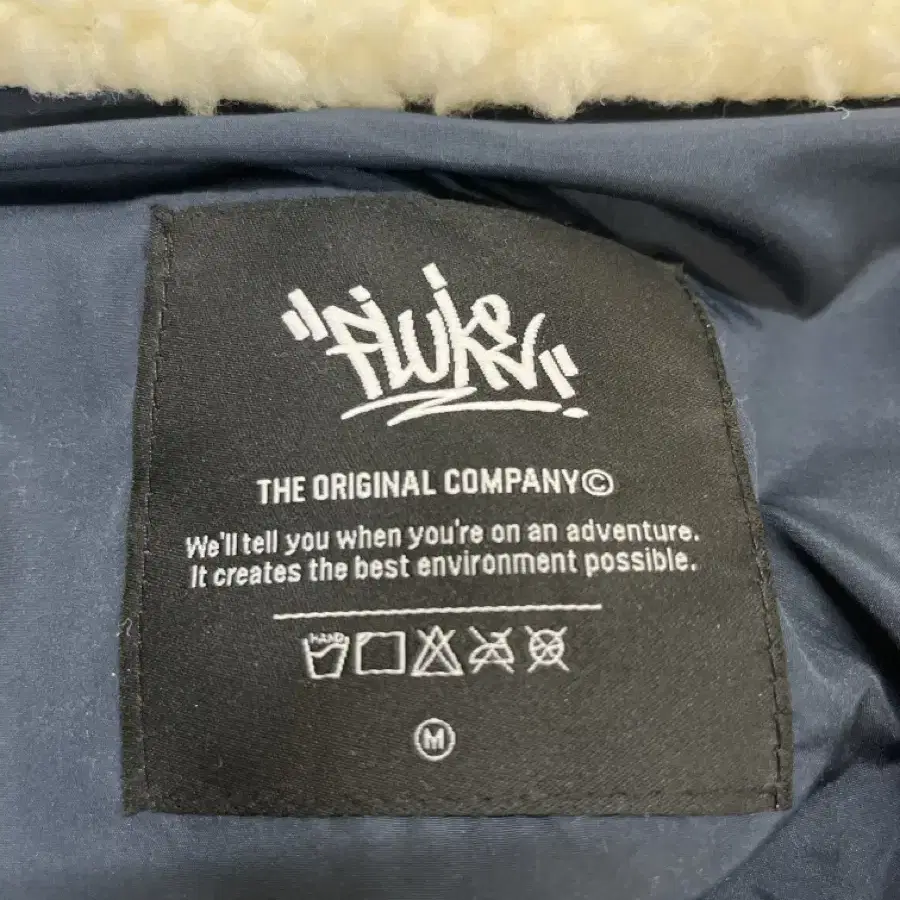 "FLUKE"
THE ORIGINAL COMPANY©
We'll tell you when you're on an adventure.
It creates the best environment possible.
HAND
M